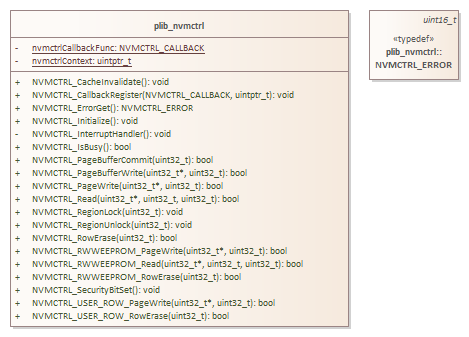 plib_nvmctrl
- nvmctrlCallbackFunc: NVMCTRL_CALLBACK
- nvmctrlContext: uintptr_t
+ NVMCTRL_CacheInvalidate(): void
+ NVMCTRL_CallbackRegister(NVMCTRL_CALLBACK, uintptr_t): void
+ NVMCTRL_ErrorGet(): NVMCTRL_ERROR
+ NVMCTRL_Initialize(): void
- NVMCTRL_InterruptHandler(): void
+ NVMCTRL_IsBusy(): bool
+ NVMCTRL_PageBufferCommit(uint32_t): bool
+ NVMCTRL_PageBufferWrite(uint32_t*, uint32_t): bool
+ NVMCTRL_PageWrite(uint32_t*, uint32_t): bool
+ NVMCTRL_Read(uint32_t*, uint32_t, uint32_t): bool
+ NVMCTRL_RegionLock(uint32_t): void
+ NVMCTRL_RegionUnlock(uint32_t): void
+ NVMCTRL_RowErase(uint32_t): bool
+ NVMCTRL_RWWEEPROM_PageWrite(uint32_t*, uint32_t): bool
+ NVMCTRL_RWWEEPROM_Read(uint32_t*, uint32_t, uint32_t): bool
+ NVMCTRL_RWWEEPROM_RowErase(uint32_t): bool
+ NVMCTRL_SecurityBitSet(): void
+ NVMCTRL_USER_ROW_PageWrite(uint32_t*, uint32_t): bool
+ NVMCTRL_USER_ROW_RowErase(uint32_t): bool
uint16_t
«typedef»
plib_nvmctrl::
NVMCTRL_ERROR